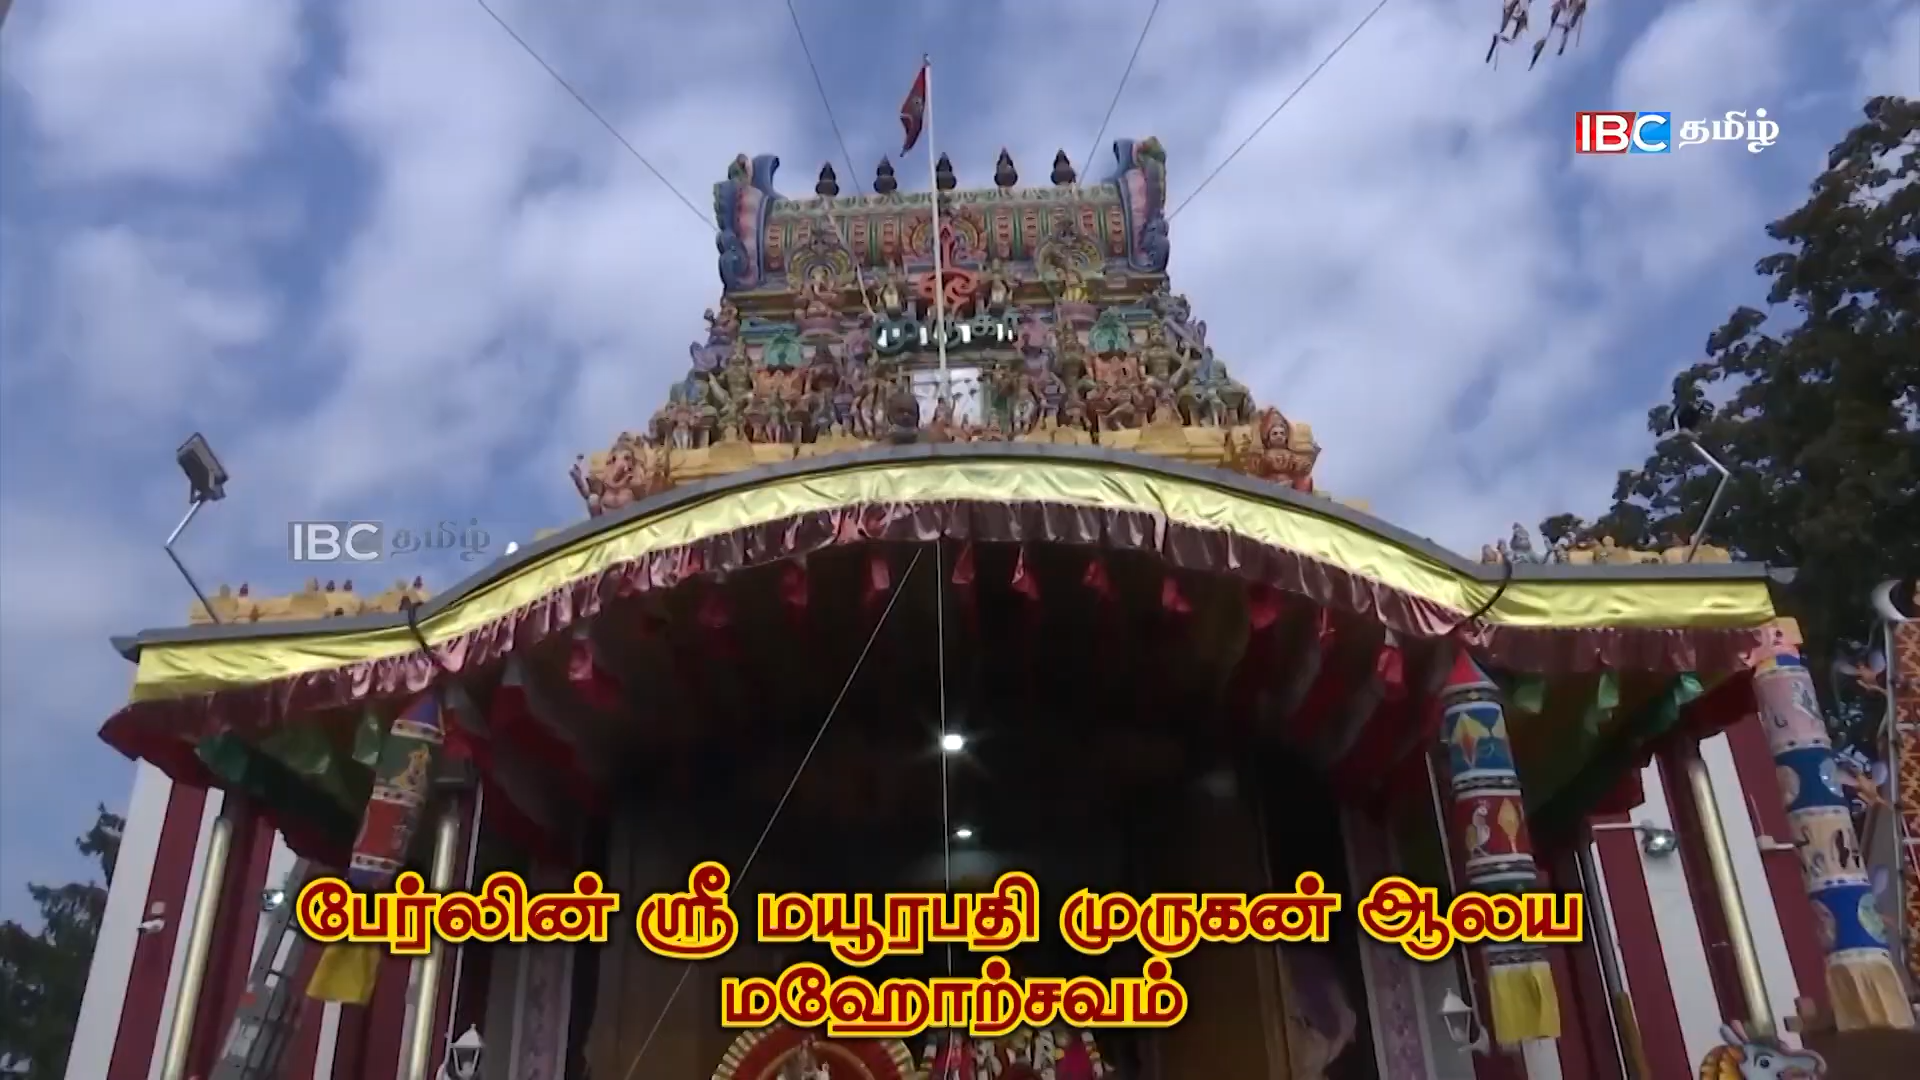 IBC தமிழ்
முருகா
IBC தமிழ்
பேர்லின் ஸ்ரீ மயூரபதி முருகன் ஆலய
மஹோற்சவம்